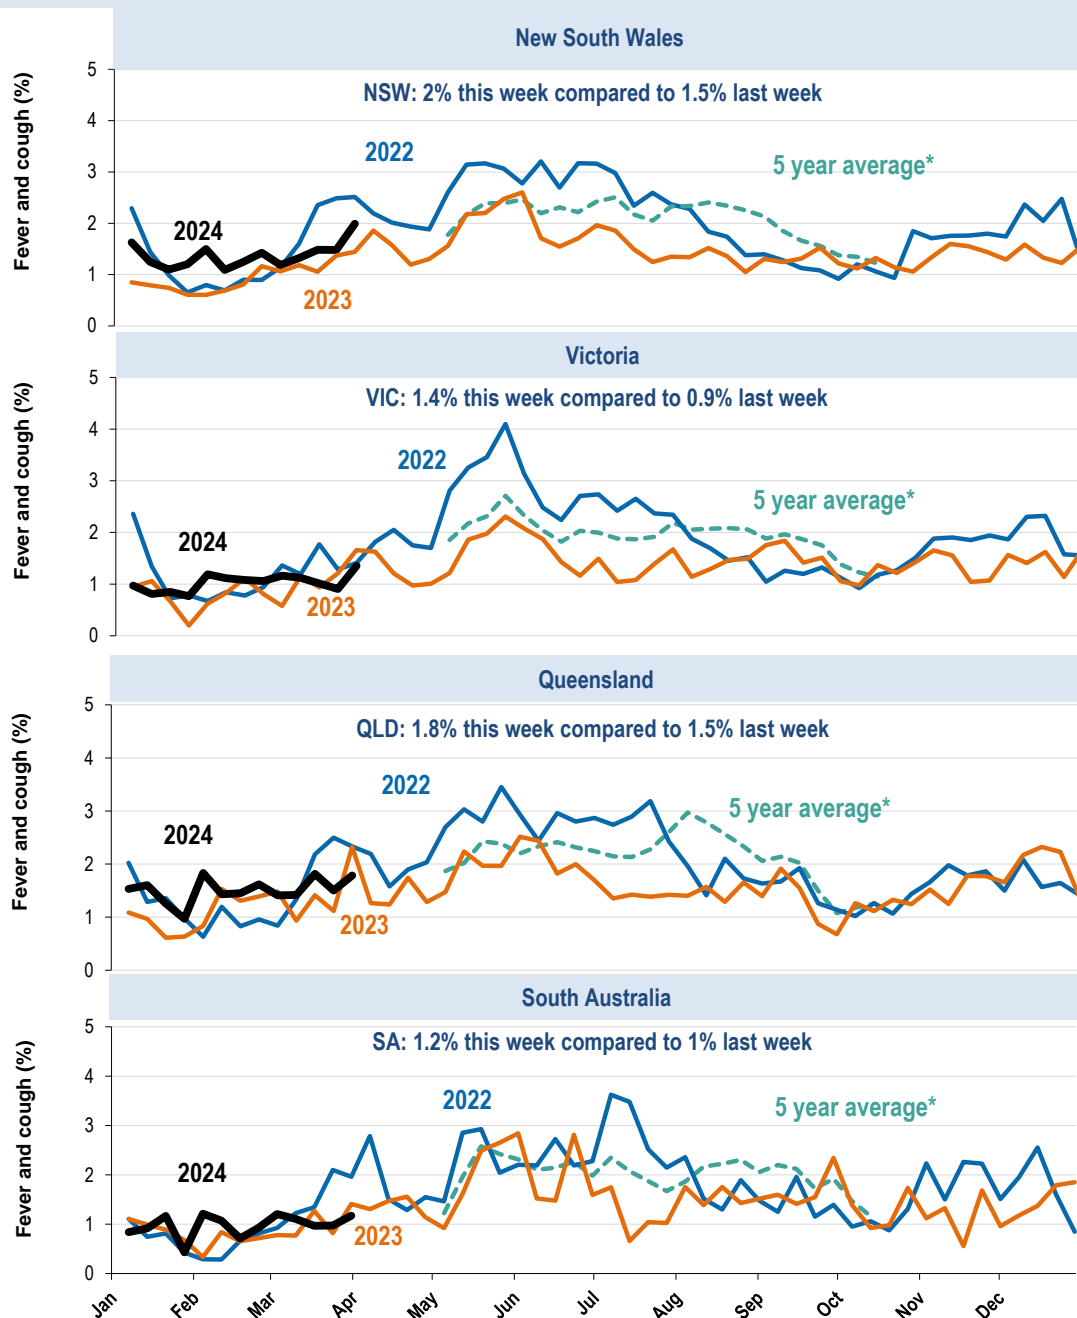 New South Wales
Fever and cough (%)
5
4
3
2
1
0
NSW: 2% this week compared to 1.5% last week
2022
5 year average*
2024
2023
Victoria
Fever and cough (%)
5
4
3
2
1
0
VIC: 1.4% this week compared to 0.9% last week
2022
5 year average*
2024
2023
Queensland
Fever and cough (%)
5
4
3
2
1
0
QLD: 1.8% this week compared to 1.5% last week
2022
5 year average*
2024
2023
South Australia
Fever and cough (%)
5
4
3
2
1
0
SA: 1.2% this week compared to 1% last week
2022
5 year average*
2024
2023
Jan
Feb
Mar
Apr
May
Jun
Jul
Aug
Sep
Oct
Nov
Dec